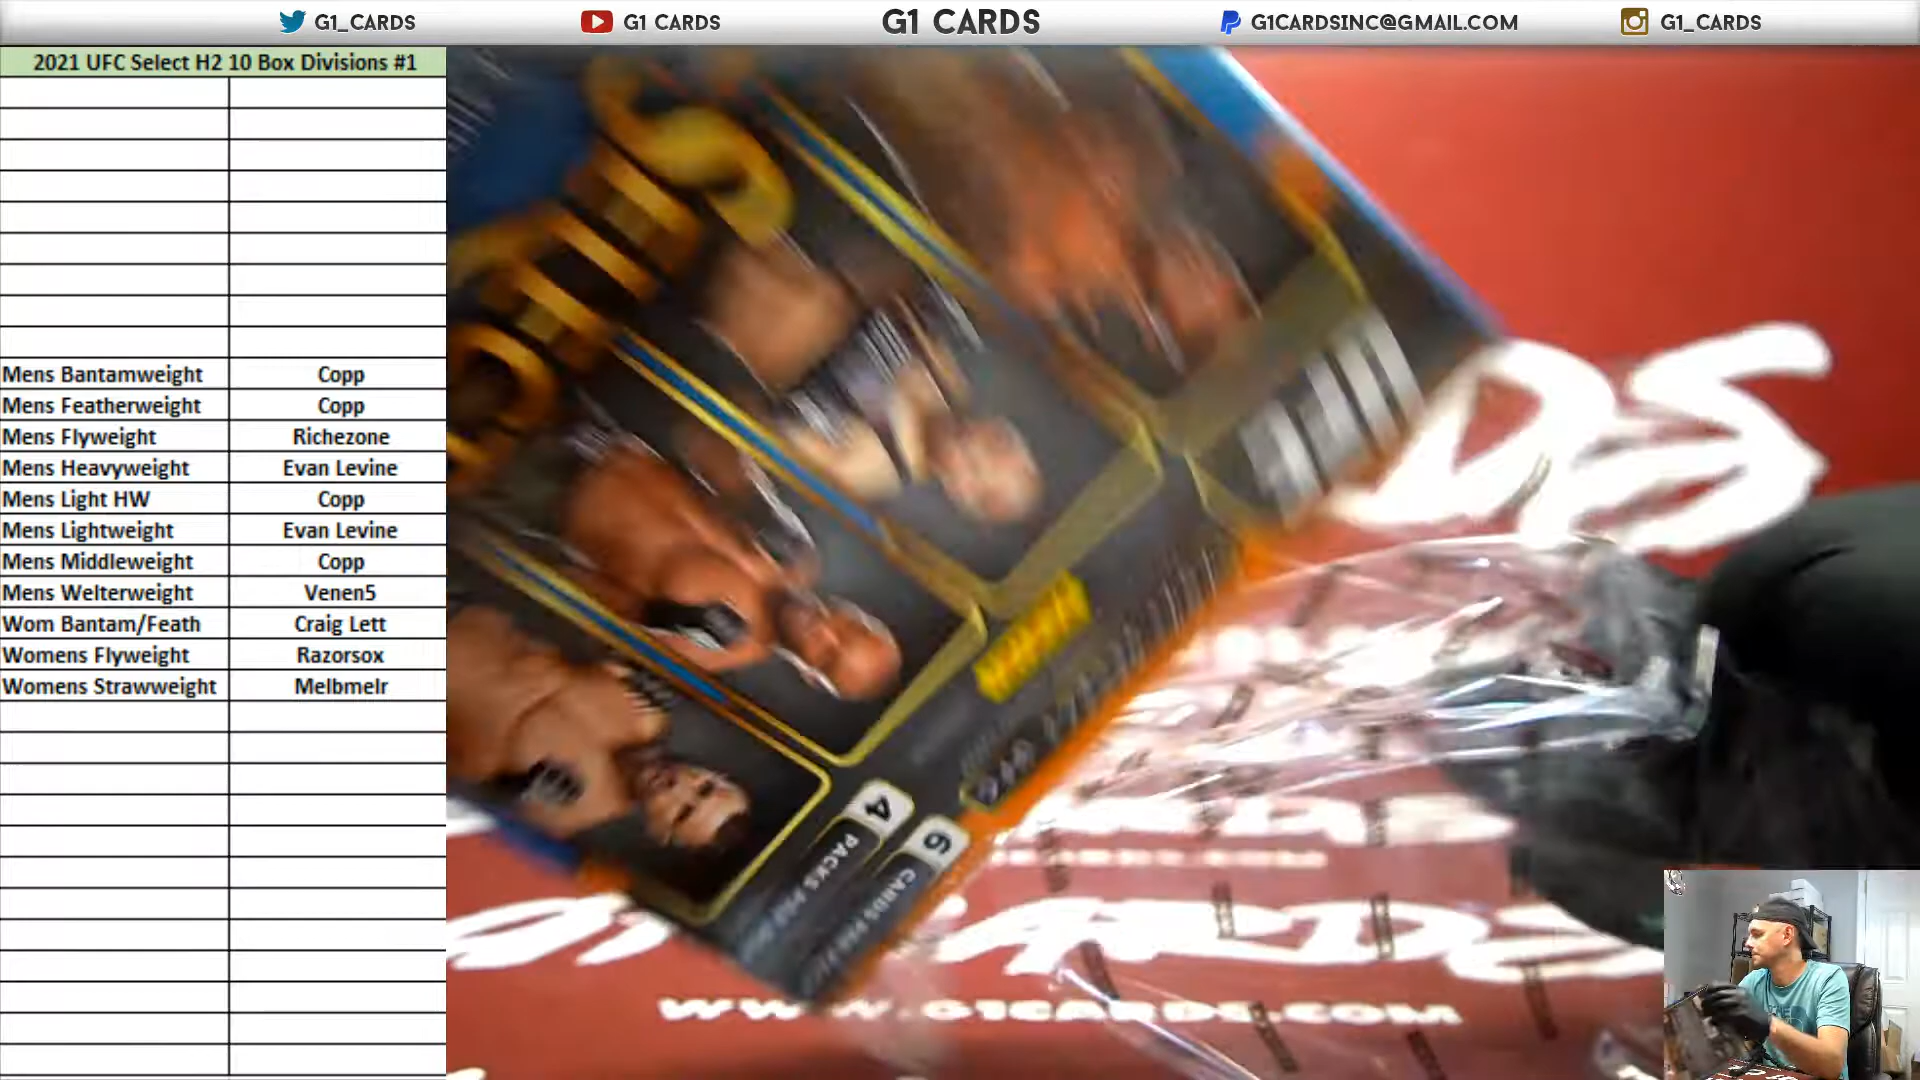 G1_CARDS
G1 CARDS
G1 CARDS
G1CARDSINC@GMAIL.COM
G1_CARDS
2021 UFC Select H2 10 Box Divisions #1
Mens Bantamweight Copp
Mens Featherweight Copp
Mens Flyweight Richezone
Mens Heavyweight Evan Levine
Mens Light HW Copp
Mens Lightweight Evan Levine
Mens Middleweight Copp
Mens Welterweight Venen5
Wom Bantam/Feath Craig Lett
Womens Flyweight Razorsox
Womens Strawweight Melbmelr
4
PACKS
6
CARDS
WWW.G1CARDS.COM